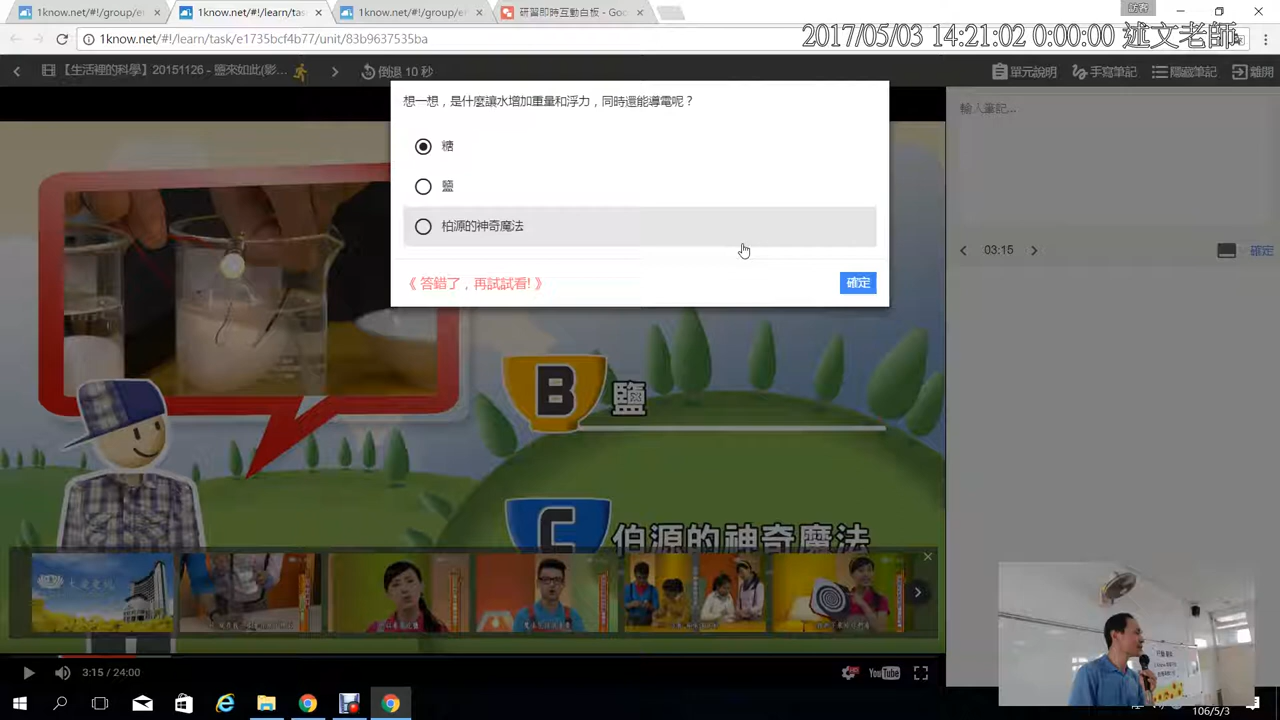 1know.net/#!/group/e
1know.net/#!/learn/tas
1know.net/#!/group/e
研習即時互動白板 - Goo
訪客
1know.net/#!/learn/task/e1735bcf4b77/unit/83b9637535ba
2017/05/03 14:21:02 0:00:00 述文老師
【生活裡的科學】20151126 - 鹽來如此(影...
倒退 10 秒
單元說明
手寫筆記
隱藏筆記
離開
想一想，是什麼讓水增加重量和浮力，同時還能導電呢？
糖
鹽
柏源的神奇魔法
《 答錯了，再試試看! 》
確定
輸入筆記...
03:15
確定
B 鹽
C 伯源的神奇魔法
3:15 / 24:00
YouTube
106/5/3